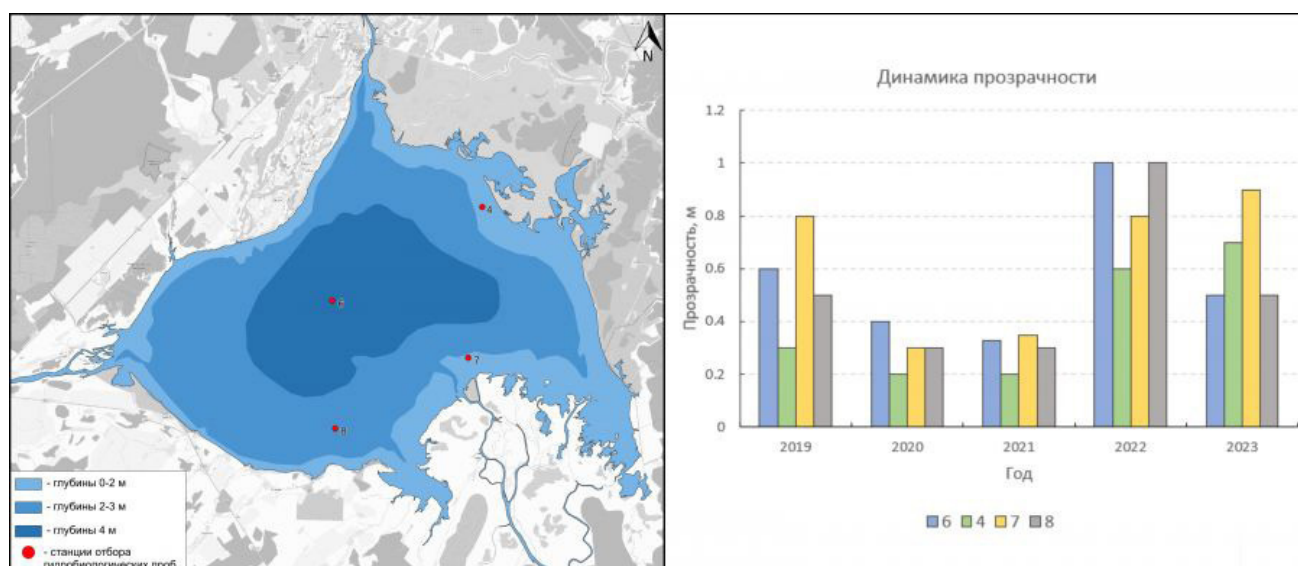 N
4
6
7
8
- глубины 0-2 м
- глубины 2-3 м
- глубины 4 м
- станции отбора
гидробиологических проб
Динамика прозрачности
1.2
1
0.8
0.6
0.4
0.2
0
Прозрачность, м
2019 2020 2021 2022 2023
Год
6 4 7 8